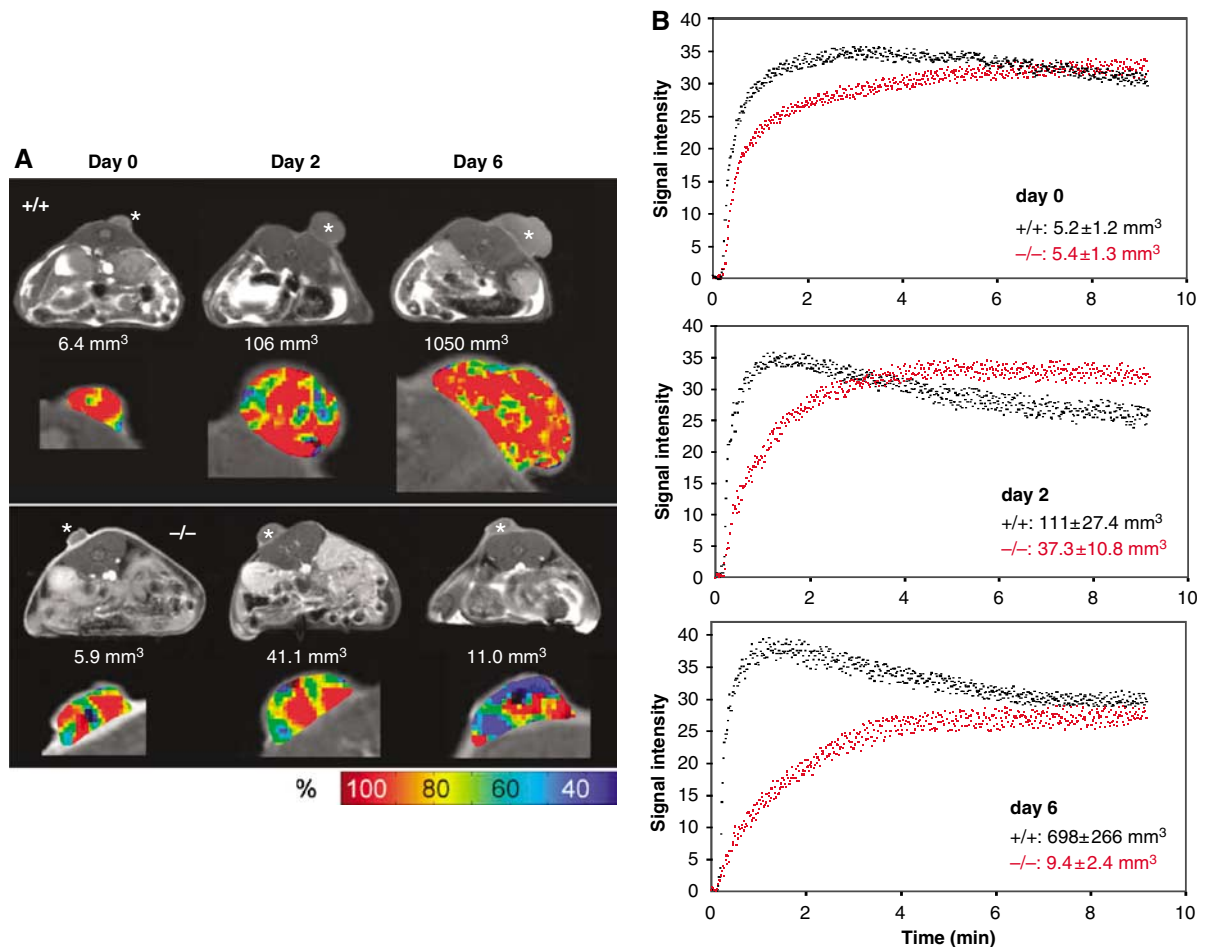 A
Day 0 Day 2 Day 6
+/+ * * *
6.4 mm³ 106 mm³ 1050 mm³
* –/– * *
5.9 mm³ 41.1 mm³ 11.0 mm³
% 100 80 60 40
B
40
35
30
25
20
15
10
5
0
Signal intensity
day 0
+/+: 5.2±1.2 mm³
–/–: 5.4±1.3 mm³
0 2 4 6 8 10
40
35
30
25
20
15
10
5
0
Signal intensity
day 2
+/+: 111±27.4 mm³
–/–: 37.3±10.8 mm³
0 2 4 6 8 10
40
35
30
25
20
15
10
5
0
Signal intensity
day 6
+/+: 698±266 mm³
–/–: 9.4±2.4 mm³
0 2 4 6 8 10
Time (min)